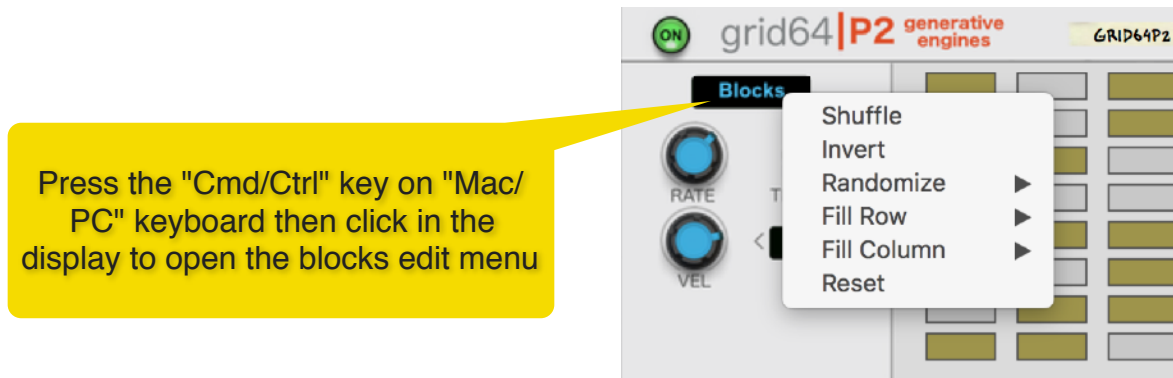 ON
grid64|P2 generative
engines
GRID64P2
Blocks
Shuffle
Invert
Randomize
Fill Row
Fill Column
Reset
RATE
T
VEL
<
Press the "Cmd/Ctrl" key on "Mac/
PC" keyboard then click in the
display to open the blocks edit menu